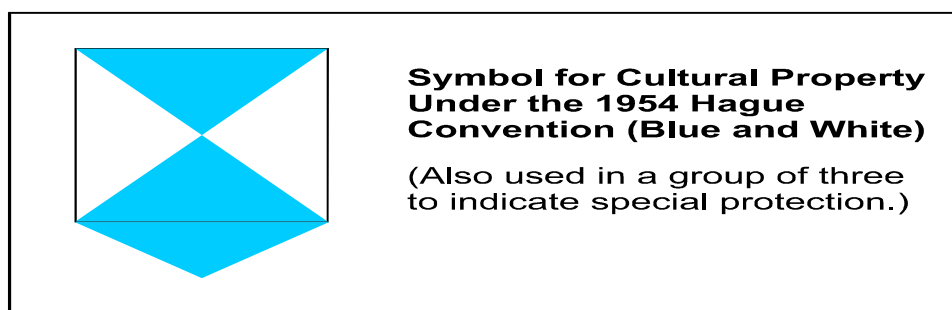 Symbol for Cultural Property
Under the 1954 Hague
Convention (Blue and White)
(Also used in a group of three
to indicate special protection.)